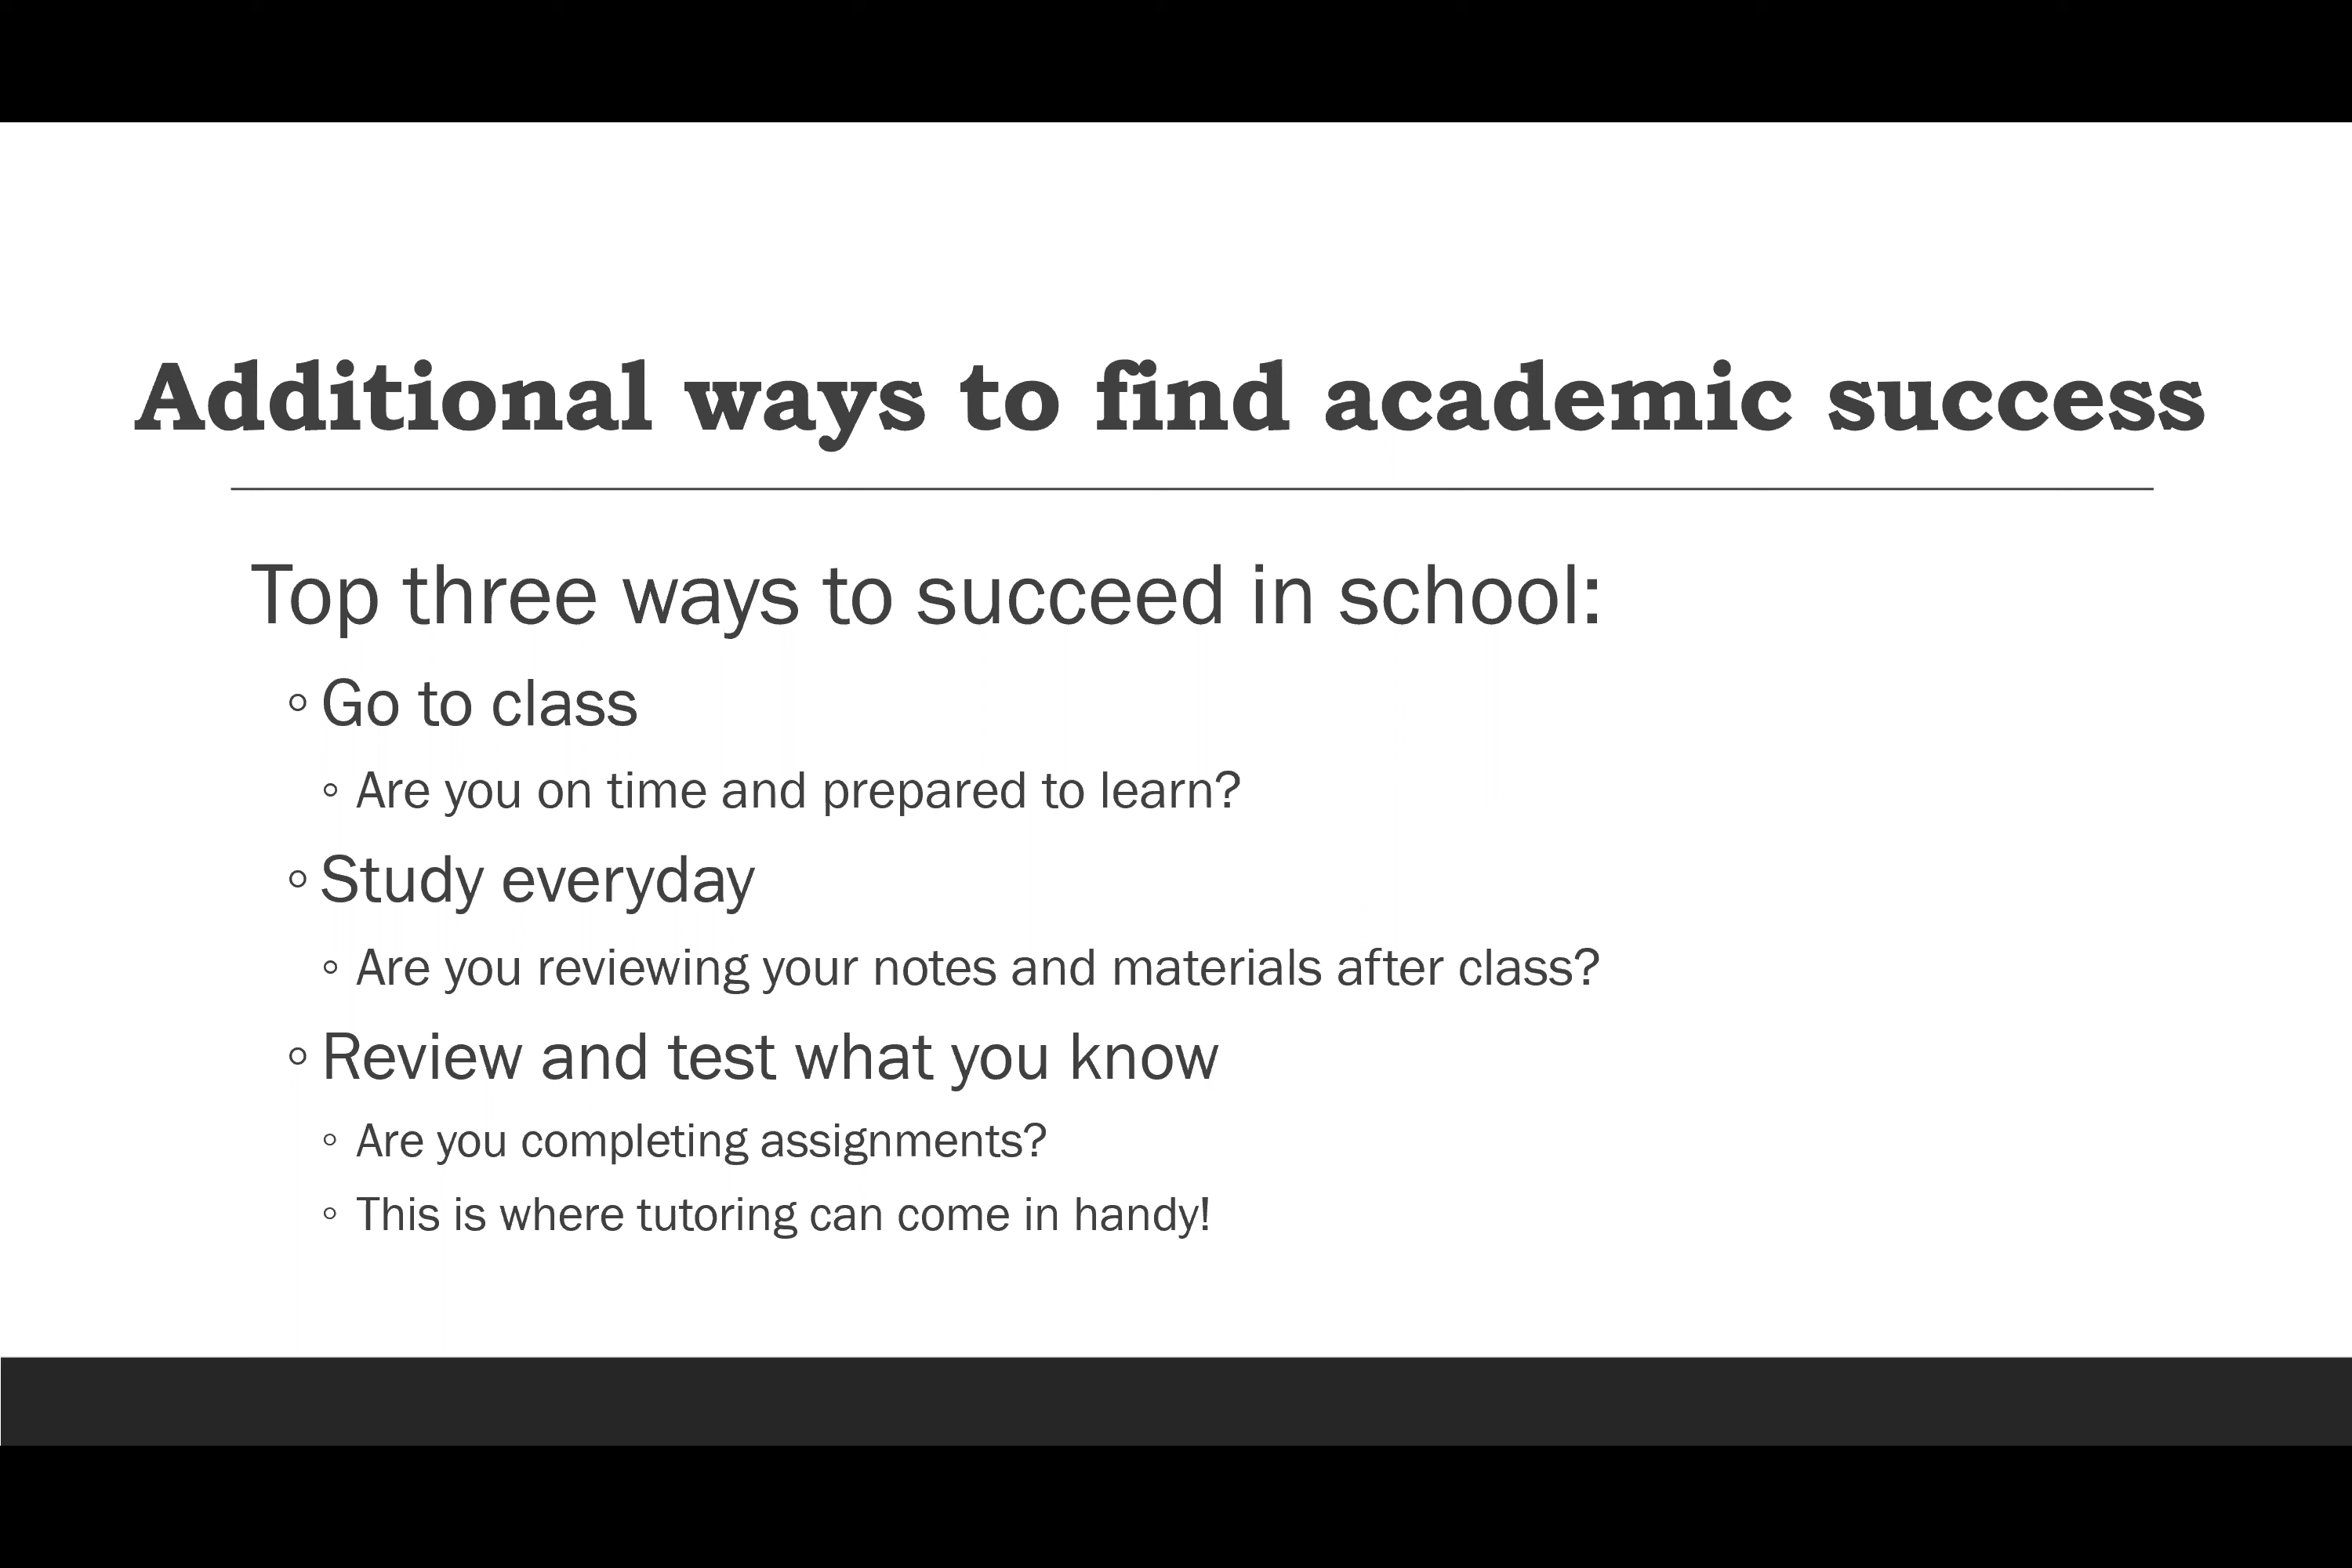 Additional ways to find academic success
Top three ways to succeed in school:
◦ Go to class
◦ Are you on time and prepared to learn?
◦ Study everyday
◦ Are you reviewing your notes and materials after class?
◦ Review and test what you know
◦ Are you completing assignments?
◦ This is where tutoring can come in handy!